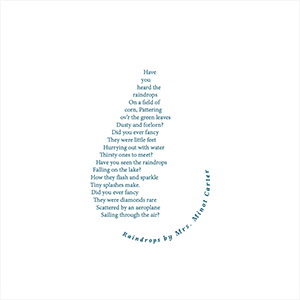 Have
you
heard the
raindrops
On a field of
corn, Pattering
ov'r the green leaves
Dusty and forlorn?
Did you ever fancy
They were little feet
Hurrying out with water
Thirsty ones to meet?
Have you seen the raindrops
Falling on the lake?
How they flash and sparkle
Tiny splashes make.
Did you ever fancy
They were diamonds rare
Scattered by an aeroplane
Sailing through the air?
Raindrops by Mrs. Minot Carter